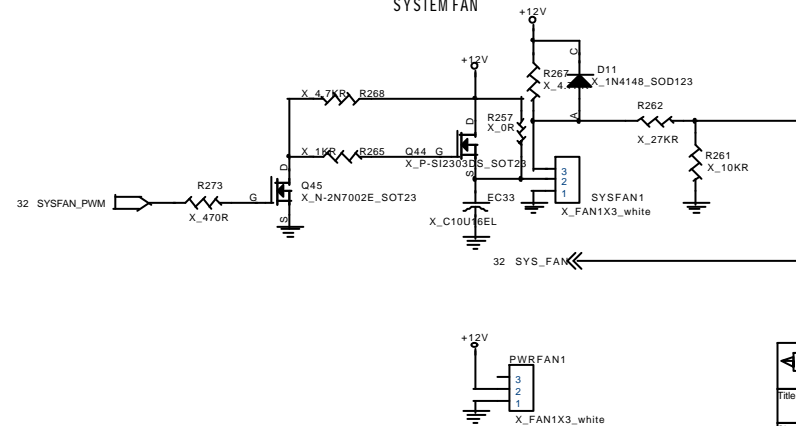 SYSTEM FAN
+12V
+12V
X_4.7KR R268
R267
D11
X_1N4148_SOD123
R257
X_0R
R262
X_27KR
R261
X_10KR
X_1KR R265
Q44 G
D
S
X_P-SI2303DS_SOT23
C
A
3
2
1
SYSFAN1
X_FAN1X3_white
EC33
X_C10U16EL
32 SYSFAN_PWM
R273
X_470R
G
D
S
Q45
X_N-2N7002E_SOT23
32 SYS_FAN
+12V
PWRFAN1
3
2
1
X_FAN1X3_white
Title